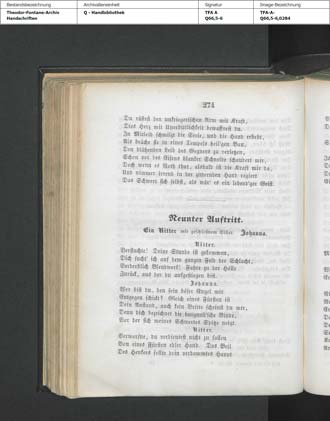 Bestandsbezeichnung
Theodor-Fontane-Archiv
Handschriften
Archivalieneinheit
Q - Handbibliothek
Signatur
TFA A
Q66,5-6
Image-Bezeichnung
TFA-A-
Q66,5-6,0284
274
Du rüstest den unkriegerischen Arm mit Kraft,
Dies Herz mit Unerbittlichkeit bewaffnest du.
In Mitleid schmilzt die Seele, und die Hand erbebt,
Als bräche sie in eines Tempels heil'gen Bau,
Den blühenden Leib des Gegners zu verletzen,
Schon vor des Eisens blanker Schneide schaudert mir,
Doch wenn es Noth thut, alsbald ist die Kraft mir da,
Und nimmer irrend in der zitternden Hand regiert
Das Schwert sich selbst, als wär' es ein lebend'ger Geist.
Neunter Auftritt.
Ein Ritter mit geschlossenem Visier. Johanna.
Ritter.
Verfluchte! Deine Stunde ist gekommen,
Dich sucht' ich auf dem ganzen Feld der Schlacht,
Verderblich Blendwerk! Fahre zu der Hölle
Zurück, aus der du aufgestiegen bist.
Johanna.
Wer bist du, den sein böser Engel mir
Entgegen schickt? Gleich eines Fürsten ist
Dein Anstand, auch kein Britte scheinst du mir,
Denn dich bezeichnet die burgund'sche Binde,
Vor der sich meines Schwertes Spitze neigt.
Ritter.
Verworfne, du verdientest nicht zu fallen
Von eines Fürsten edler Hand. Das Beil
Des Henkers sollte dein verdammtes Haupt